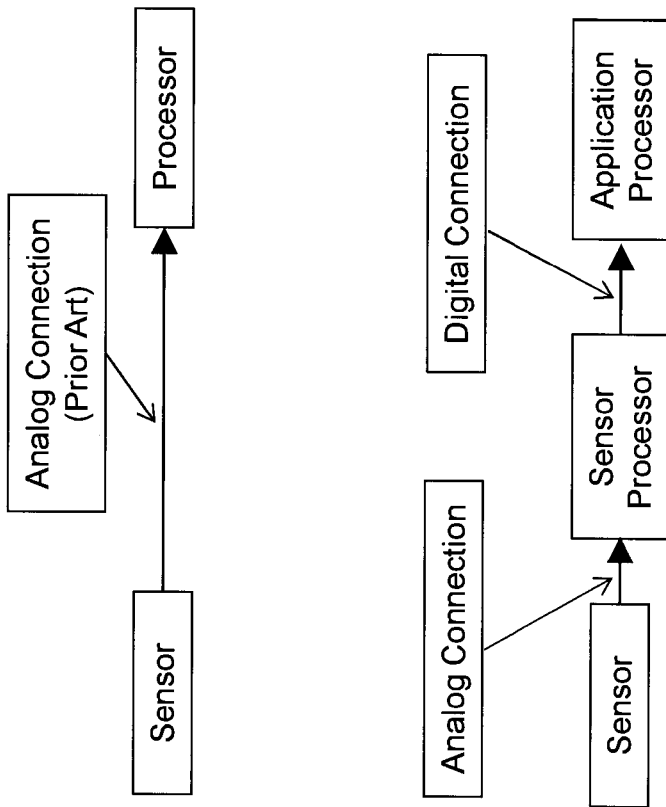 Analog Connection
(Prior Art)
Sensor
Processor
Analog Connection
Digital Connection
Sensor
Sensor
Processor
Application
Processor